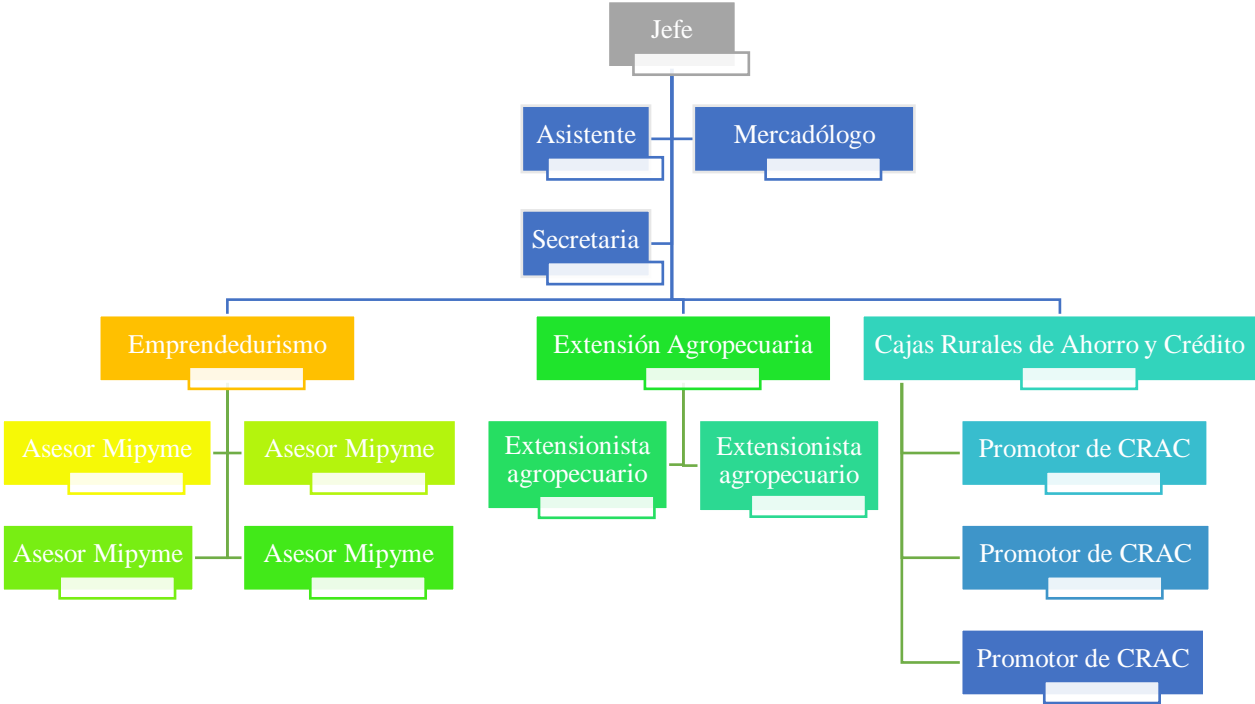 Jefe
Asistente
Mercadólogo
Secretaria
Emprendedurismo
Extensión Agropecuaria
Cajas Rurales de Ahorro y Crédito
Asesor Mipyme
Asesor Mipyme
Extensionista
agropecuario
Extensionista
agropecuario
Promotor de CRAC
Asesor Mipyme
Asesor Mipyme
Promotor de CRAC
Promotor de CRAC